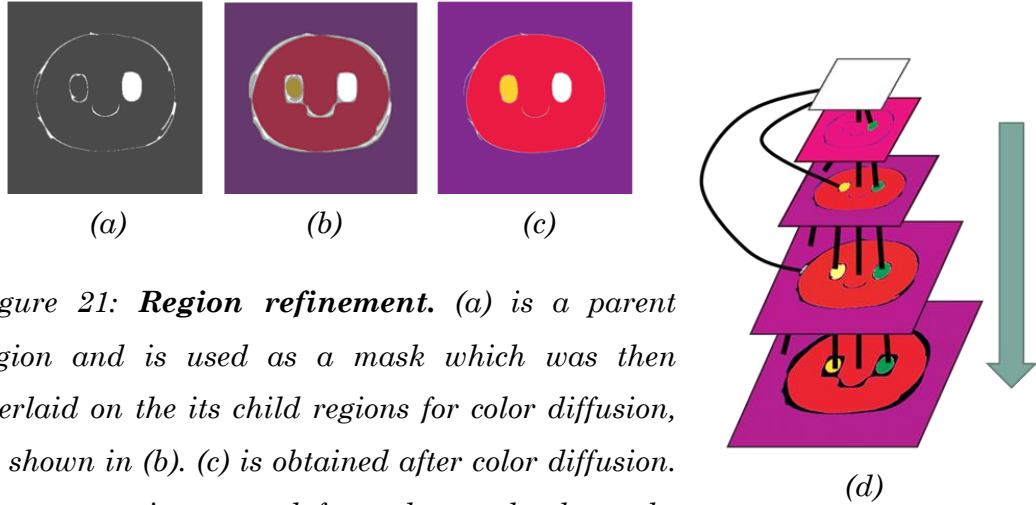 (a)
(b)
(c)
gure 21: Region refinement. (a) is a parent
gion and is used as a mask which was then
erlaid on the its child regions for color diffusion,
shown in (b). (c) is obtained after color diffusion.
(d)